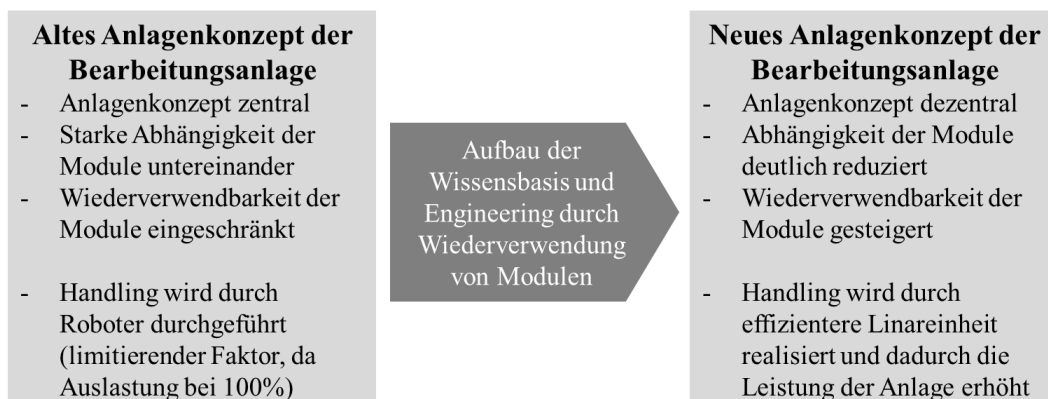 Altes Anlagenkonzept der
Bearbeitungsanlage
- Anlagenkonzept zentral
- Starke Abhängigkeit der
Module untereinander
- Wiederverwendbarkeit der
Module eingeschränkt
- Handling wird durch
Roboter durchgeführt
(limitierender Faktor, da
Auslastung bei 100%)
Aufbau der
Wissensbasis und
Engineering durch
Wiederverwendung
von Modulen
Neues Anlagenkonzept der
Bearbeitungsanlage
- Anlagenkonzept dezentral
- Abhängigkeit der Module
deutlich reduziert
- Wiederverwendbarkeit der
Module gesteigert
- Handling wird durch
effizientere Linareinheit
realisiert und dadurch die
Leistung der Anlage erhöht